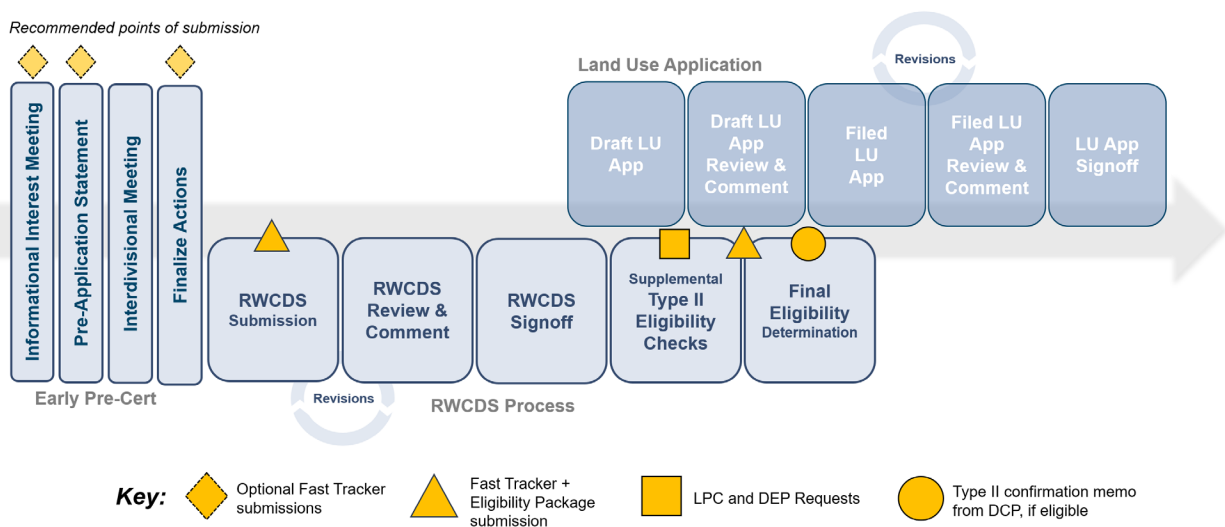 Recommended points of submission
Informational Interest Meeting
Pre-Application Statement
Interdivisional Meeting
Finalize Actions
Early Pre-Cert
Land Use Application
Revisions
Draft LU
App
Draft LU
App
Review &
Comment
Filed
LU
App
Filed LU
App
Review &
Comment
LU App
Signoff
RWCDS
Submission
RWCDS
Review &
Comment
RWCDS
Signoff
Supplemental
Type II
Eligibility
Checks
Final
Eligibility
Determination
Revisions
RWCDS Process
Key:
Optional Fast Tracker
submissions
Fast Tracker +
Eligibility Package
submission
LPC and DEP Requests
Type II confirmation memo
from DCP, if eligible